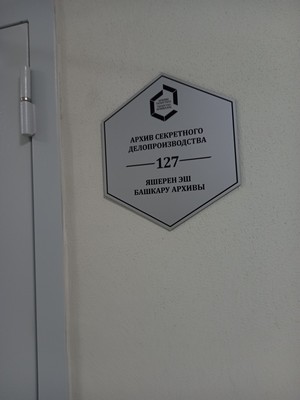 АРХИВ СЕКРЕТНОГО
ДЕЛОПРОИЗВОДСТВА
127
ЯШЕРЕН ЭШ
БАШКАРУ АРХИВЫ